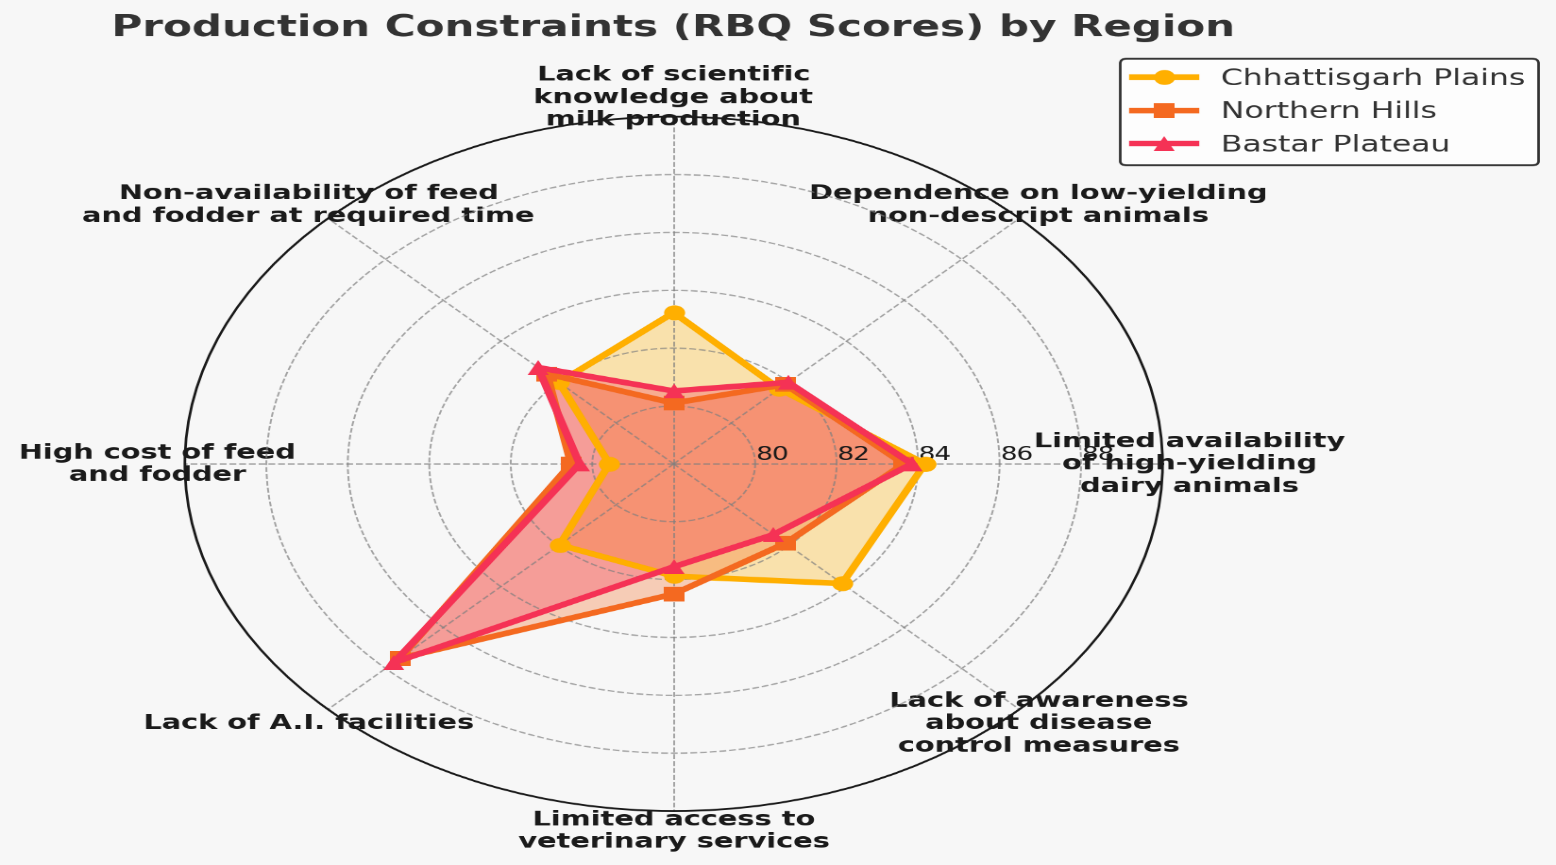 Production Constraints (RBQ Scores) by Region
Chhattisgarh Plains
Northern Hills
Bastar Plateau
Lack of scientific
knowledge about
milk production
Non-availability of feed
and fodder at required time
Dependence on low-yielding
non-descript animals
High cost of feed
and fodder
80 82 84 86 88
Limited availability
of high-yielding
dairy animals
Lack of A.I. facilities
Lack of awareness
about disease
control measures
Limited access to
veterinary services